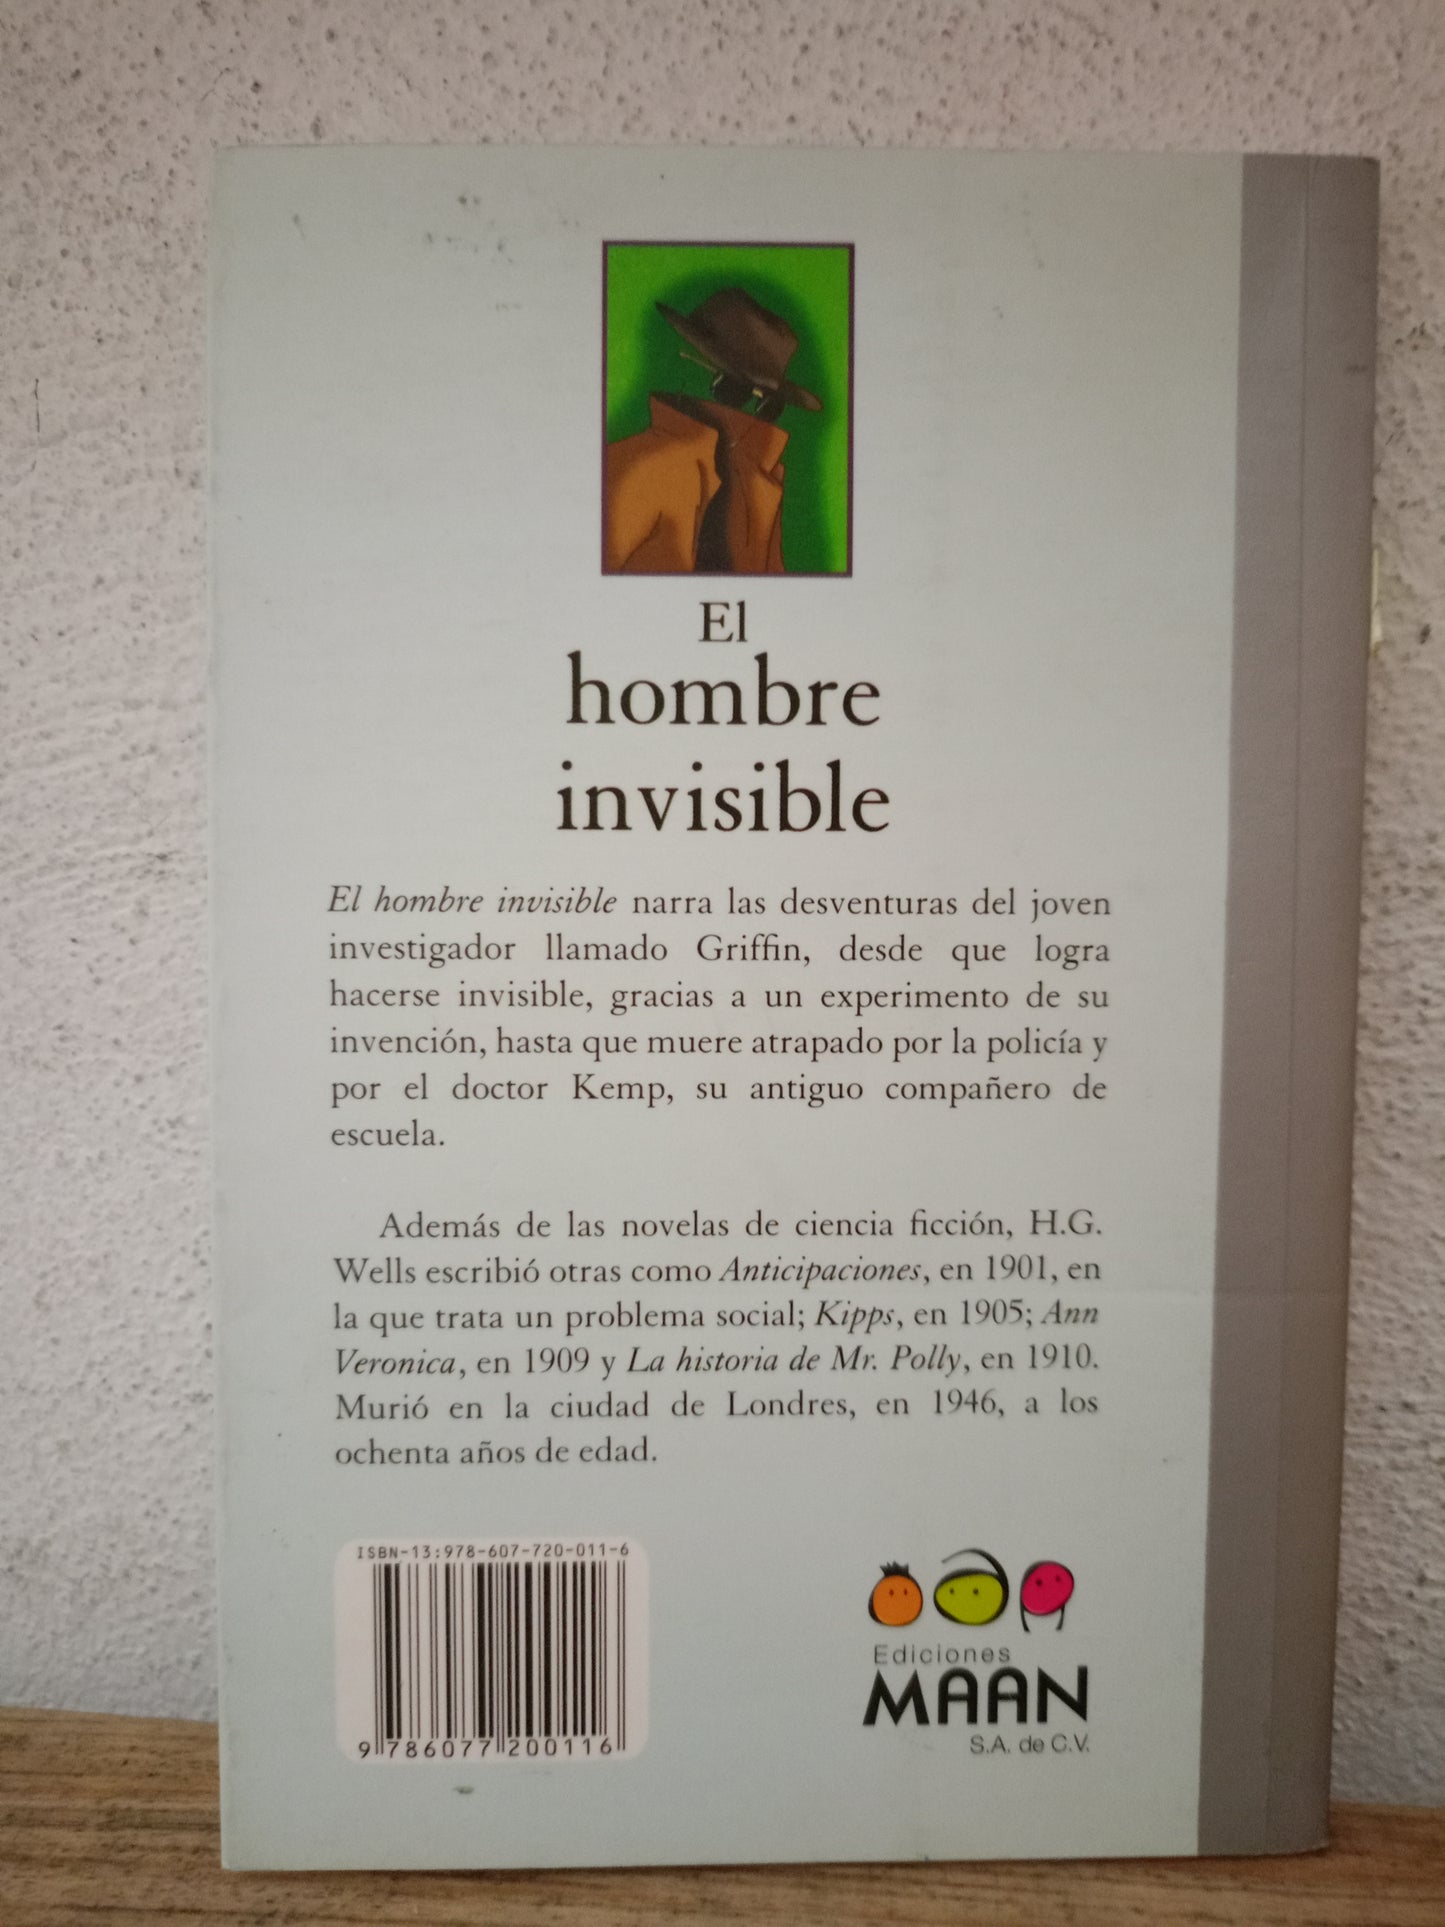 El
hombre
invisible
El hombre invisible narra las desventuras del joven
investigador llamado Griffin, desde que logra
hacerse invisible, gracias a un experimento de su
invención, hasta que muere atrapado por la policía y
por el doctor Kemp, su antiguo compañero de
escuela.
Además de las novelas de ciencia ficción, H.G.
Wells escribió otras como Anticipaciones, en 1901, en
la que trata un problema social; Kipps, en 1905; Ann
Veronica, en 1909 y La historia de Mr. Polly, en 1910.
Murió en la ciudad de Londres, en 1946, a los
ochenta años de edad.
ISBN-13:978-607-720-011-6
9 786077 200116
Ediciones
MAAN
S.A. de C.V.